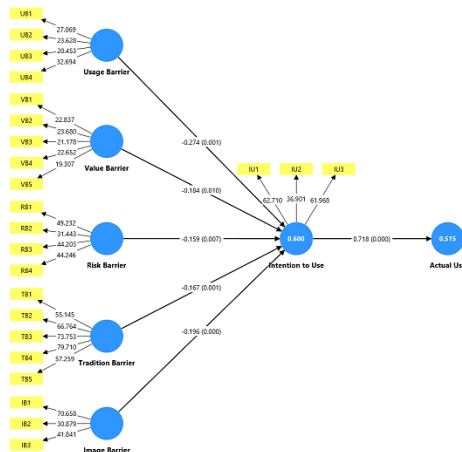 UB1
27.069
UB2
23.628
UB3
20.453
UB4
32.694
Usage Barrier
-0.274 (0.001)
VB1
22.837
VB2
23.680
VB3
21.178
VB4
22.652
VB5
19.307
Value Barrier
-0.184 (0.010)
IU1
IU2
IU3
62.710
36.901
61.968
RB1
49.232
RB2
31.443
RB3
44.203
RB4
44.246
Risk Barrier
-0.159 (0.007)
0.600
Intention to Use
0.718 (0.000)
0.515
Actual Us
TB1
55.145
TB2
66.764
TB3
73.753
TB4
79.710
TB5
57.259
Tradition Barrier
-0.167 (0.001)
IB1
70.658
IB2
30.879
IB3
41.841
Image Barrier
-0.196 (0.000)